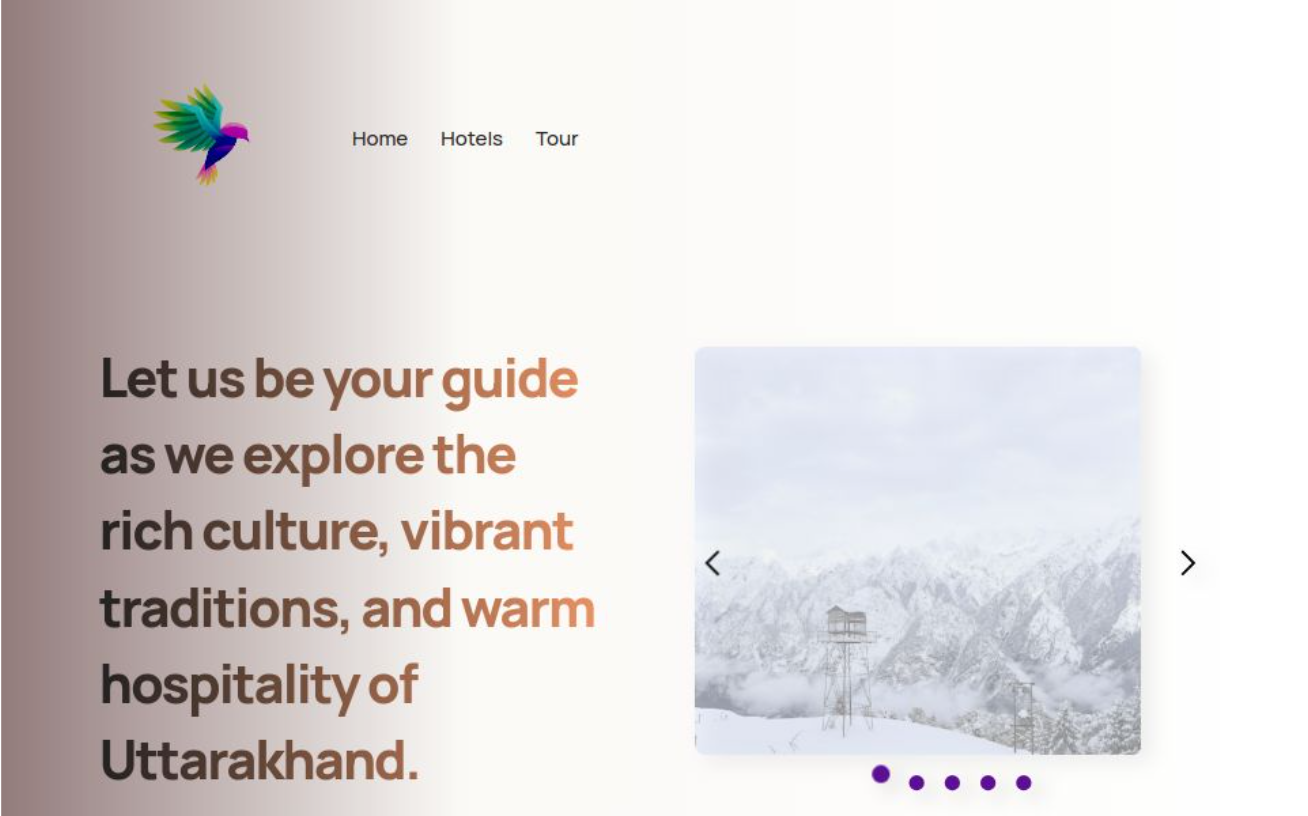 Home Hotels Tour
Let us be your guide
as we explore the
rich culture, vibrant
traditions, and warm
hospitality of
Uttarakhand.